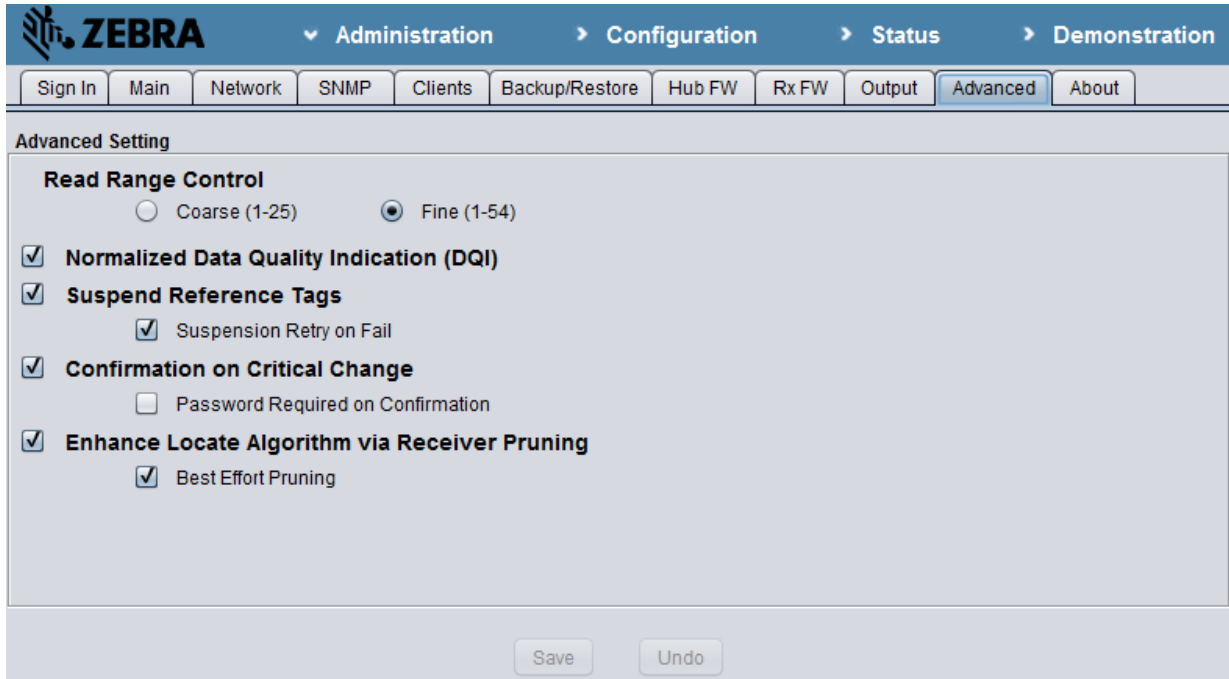 ZEBRA Administration Configuration Status Demonstration
Sign In Main Network SNMP Clients Backup/Restore Hub FW Rx FW Output Advanced About
Advanced Setting
Read Range Control
Coarse (1-25) Fine (1-54)
Normalized Data Quality Indication (DQI)
Suspend Reference Tags
Suspension Retry on Fail
Confirmation on Critical Change
Password Required on Confirmation
Enhance Locate Algorithm via Receiver Pruning
Best Effort Pruning
Save Undo